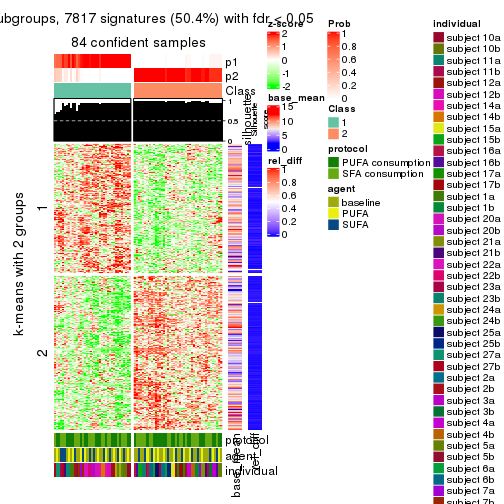 ubgroups, 7817 signatures (50.4%) with fdr < 0.05
84 confident samples
p1
p2
Class
1
0.5
0
silhouette
1
2
k-means with 2 groups
protocol
agent
individual
base_mean
rel_diff
z-score
2
1
0
-1
-2
base_mean
15
10
5
0
rel_diff
1
0.8
0.6
0.4
0.2
0
Prob
1
0.8
0.6
0.4
0.2
0
Class
1
2
protocol
PUFA consumption
SFA consumption
agent
baseline
PUFA
SUFA
individual
subject 10a
subject 10b
subject 11a
subject 11b
subject 12a
subject 12b
subject 14a
subject 14b
subject 15a
subject 15b
subject 16a
subject 16b
subject 17a
subject 17b
subject 1a
subject 1b
subject 20a
subject 20b
subject 21a
subject 21b
subject 22a
subject 22b
subject 23a
subject 23b
subject 24a
subject 24b
subject 25a
subject 25b
subject 27a
subject 27b
subject 2a
subject 2b
subject 3a
subject 3b
subject 4a
subject 4b
subject 5a
subject 5b
subject 6a
subject 6b
subject 7a
subject 7b